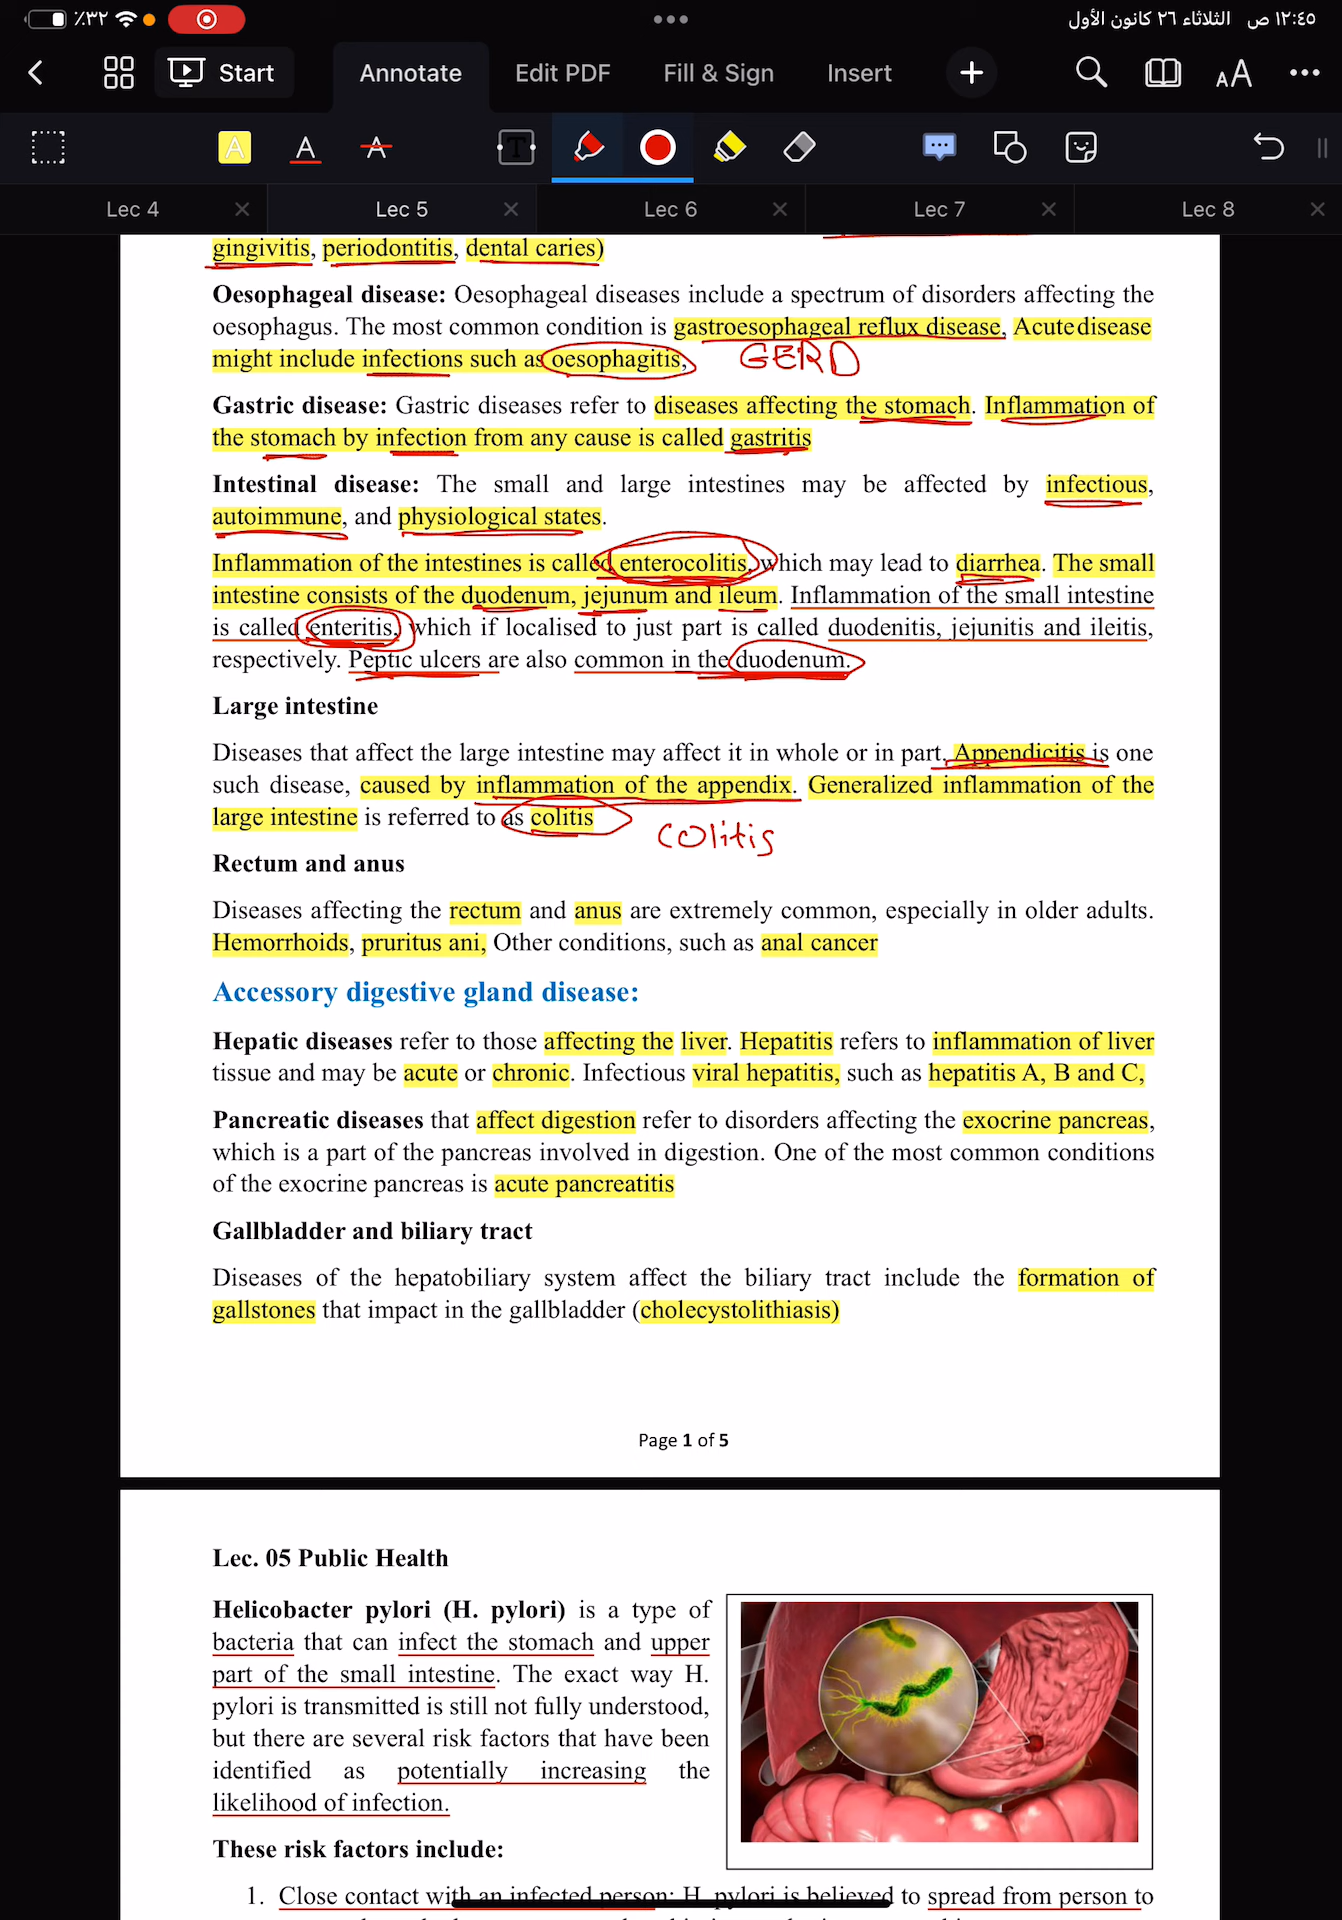 ٪٣٢
١٢:٤٥ ص الثلاثاء ٢٦ كانون الأول
Start
Annotate
Edit PDF
Fill & Sign
Insert
AA
A A A T
Lec 4
Lec 5
Lec 6
Lec 7
Lec 8
gingivitis, periodontitis, dental caries)
Oesophageal disease: Oesophageal diseases include a spectrum of disorders affecting the
oesophagus. The most common condition is gastroesophageal reflux disease, Acute disease
might include infections such as oesophagitis,
GERD
Gastric disease: Gastric diseases refer to diseases affecting the stomach. Inflammation of
the stomach by infection from any cause is called gastritis
Intestinal disease: The small and large intestines may be affected by infectious,
autoimmune, and physiological states.
Inflammation of the intestines is called enterocolitis, which may lead to diarrhea. The small
intestine consists of the duodenum, jejunum and ileum. Inflammation of the small intestine
is called enteritis, which if localised to just part is called duodenitis, jejunitis and ileitis,
respectively. Peptic ulcers are also common in the duodenum.
Large intestine
Diseases that affect the large intestine may affect it in whole or in part. Appendicitis is one
such disease, caused by inflammation of the appendix. Generalized inflammation of the
large intestine is referred to as colitis
colitis
Rectum and anus
Diseases affecting the rectum and anus are extremely common, especially in older adults.
Hemorrhoids, pruritus ani, Other conditions, such as anal cancer
Accessory digestive gland disease:
Hepatic diseases refer to those affecting the liver. Hepatitis refers to inflammation of liver
tissue and may be acute or chronic. Infectious viral hepatitis, such as hepatitis A, B and C,
Pancreatic diseases that affect digestion refer to disorders affecting the exocrine pancreas,
which is a part of the pancreas involved in digestion. One of the most common conditions
of the exocrine pancreas is acute pancreatitis
Gallbladder and biliary tract
Diseases of the hepatobiliary system affect the biliary tract include the formation of
gallstones that impact in the gallbladder (cholecystolithiasis)
Page 1 of 5
Lec. 05 Public Health
Helicobacter pylori (H. pylori) is a type of
bacteria that can infect the stomach and upper
part of the small intestine. The exact way H.
pylori is transmitted is still not fully understood,
but there are several risk factors that have been
identified as potentially increasing the
likelihood of infection.
These risk factors include:
1. Close contact with an infected person: H. pylori is believed to spread from person to